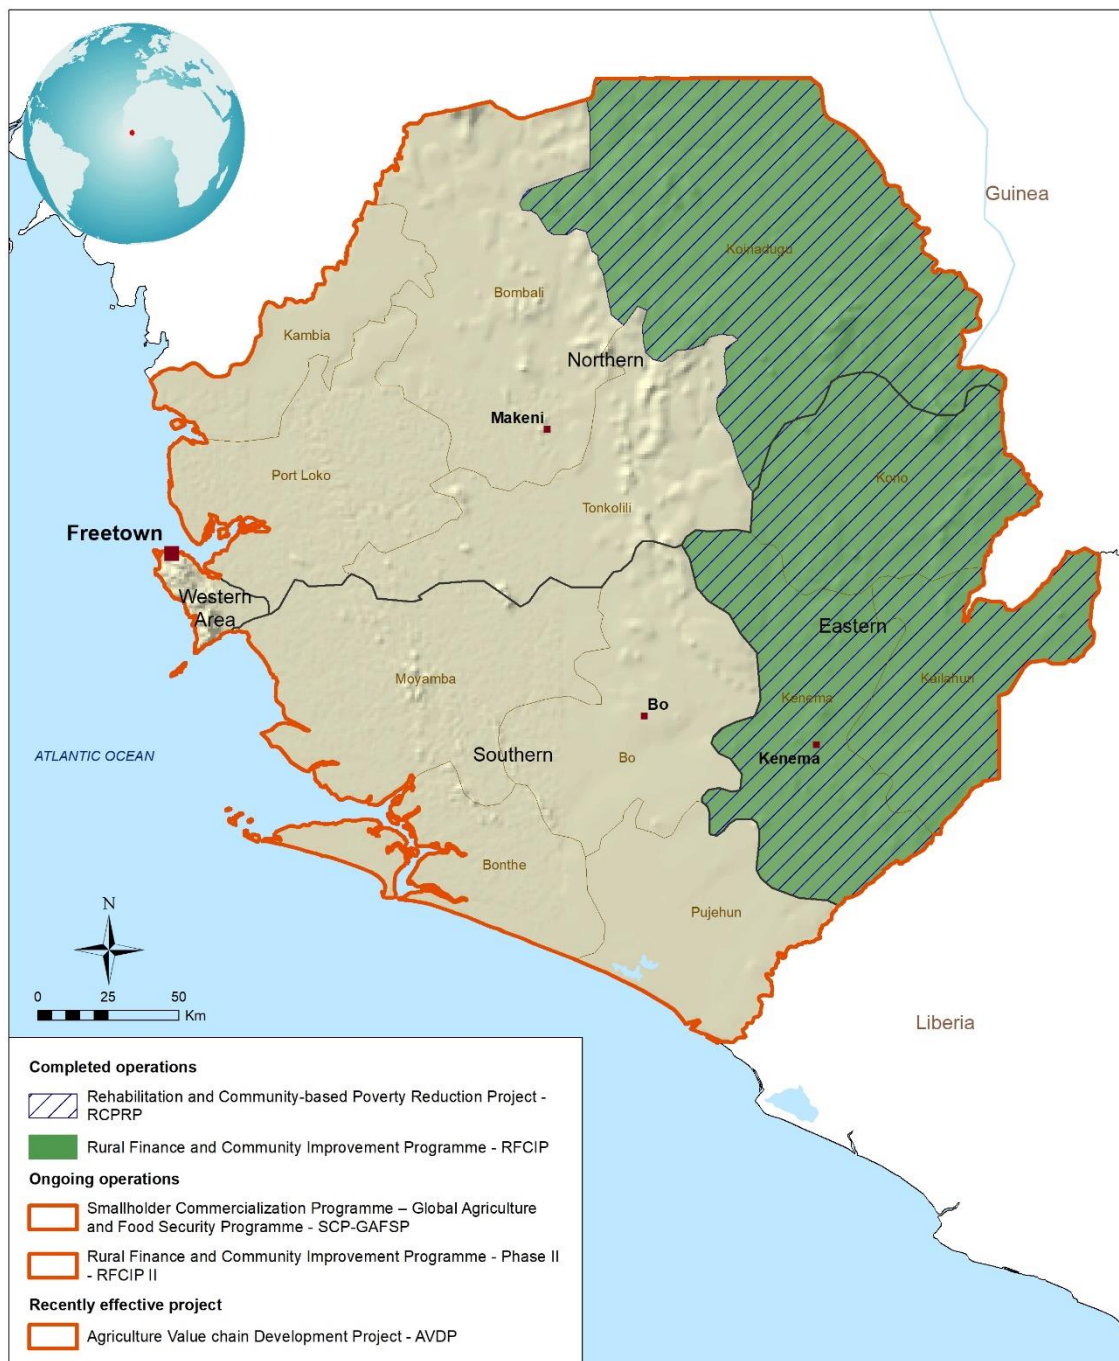 Guinea
Koinadugu
Bombali
Kambia
Northern
Makeni
Port Loko
Kono
Tonkolili
Freetown
Western
Area
Eastern
Moyamba
Kailahun
Kenema
Bo
Southern
ATLANTIC OCEAN
Bo
Kenema
Bonthe
Pujehun
N
0 25 50
Km
Liberia
Completed operations
Rehabilitation and Community-based Poverty Reduction Project -
RCPRP
Rural Finance and Community Improvement Programme - RFCIP
Ongoing operations
Smallholder Commercialization Programme – Global Agriculture
and Food Security Programme - SCP-GAFSP
Rural Finance and Community Improvement Programme - Phase II
- RFCIP II
Recently effective project
Agriculture Value chain Development Project - AVDP